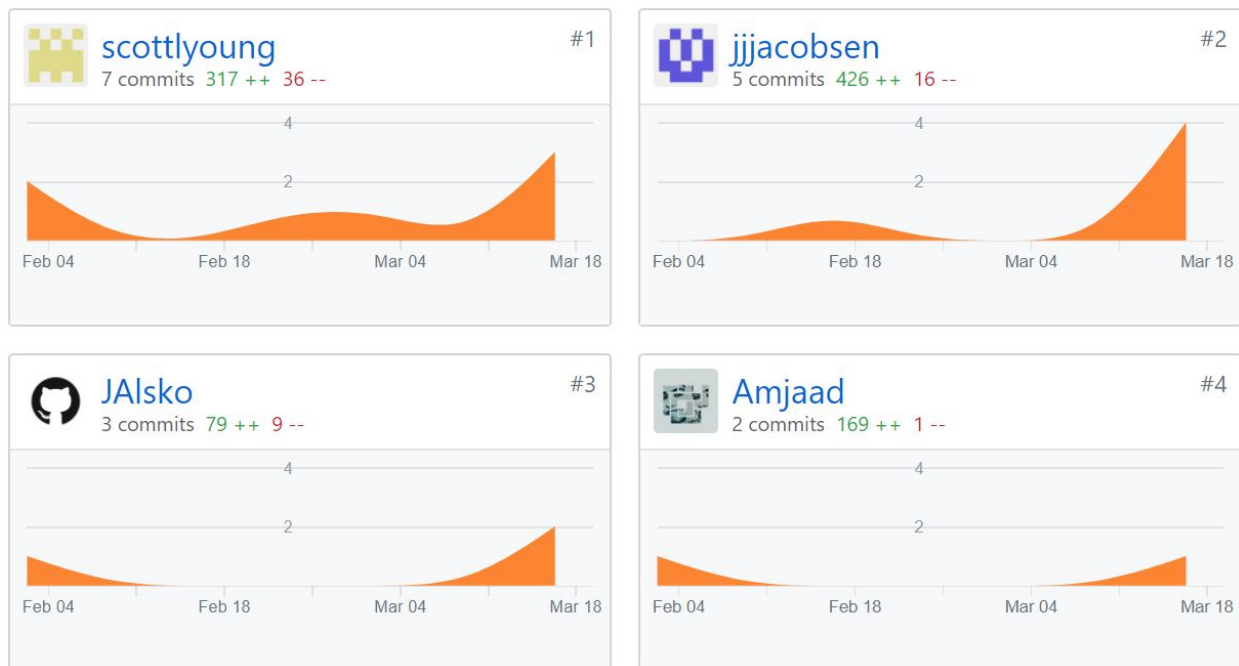 scottlyoung #1
7 commits 317 ++ 36 --
4
2
Feb 04 Feb 18 Mar 04 Mar 18
jjjacobsen #2
5 commits 426 ++ 16 --
4
2
Feb 04 Feb 18 Mar 04 Mar 18
JAlsko #3
3 commits 79 ++ 9 --
4
2
Feb 04 Feb 18 Mar 04 Mar 18
Amjaad #4
2 commits 169 ++ 1 --
4
2
Feb 04 Feb 18 Mar 04 Mar 18